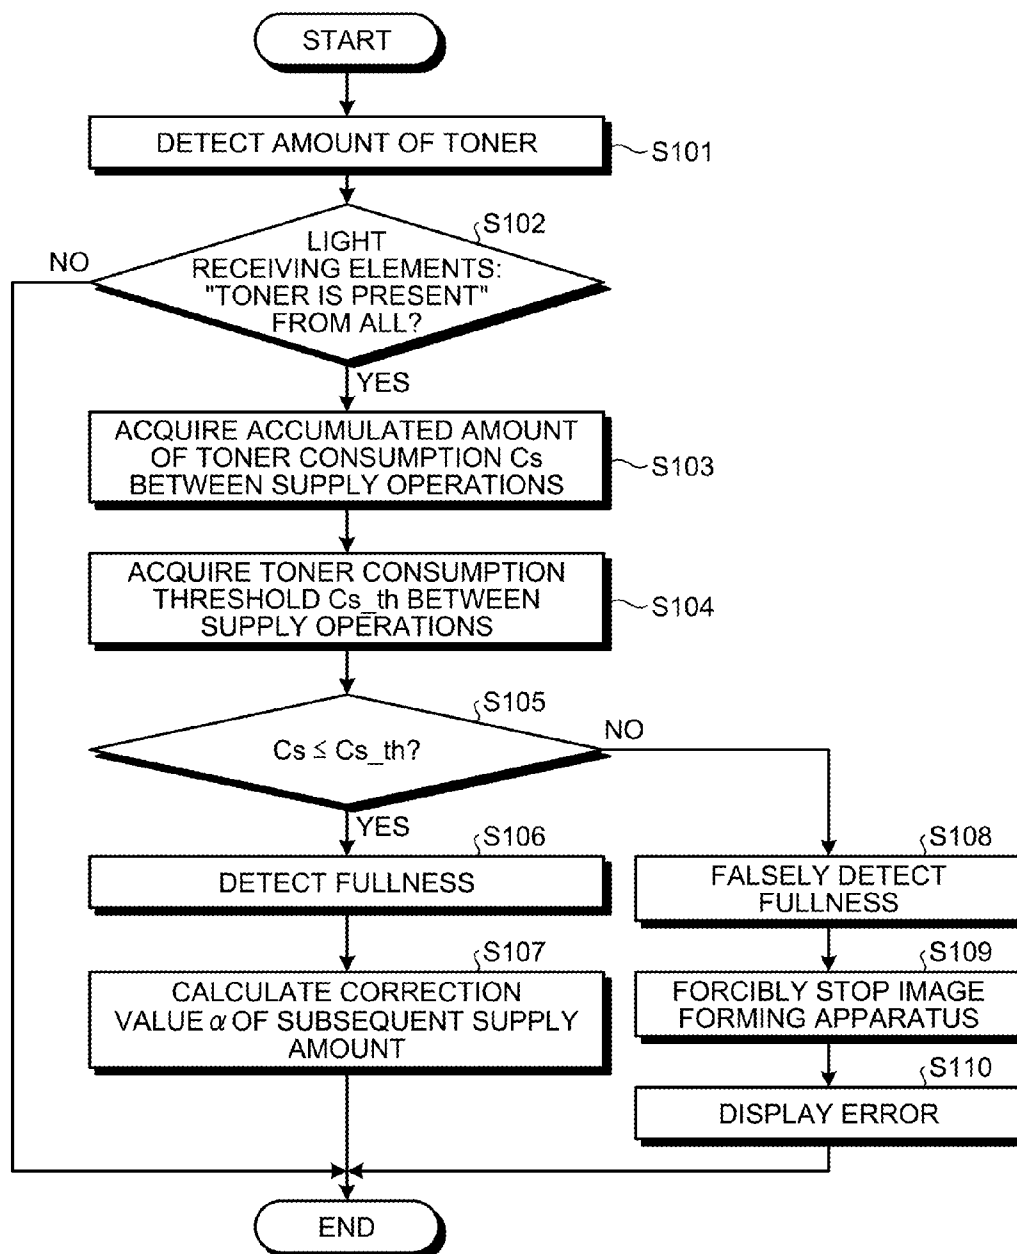 START
DETECT AMOUNT OF TONER
S101
S102
LIGHT
RECEIVING ELEMENTS:
"TONER IS PRESENT"
FROM ALL?
NO
YES
ACQUIRE ACCUMULATED AMOUNT
OF TONER CONSUMPTION Cs
BETWEEN SUPPLY OPERATIONS
S103
ACQUIRE TONER CONSUMPTION
THRESHOLD Cs_th BETWEEN
SUPPLY OPERATIONS
S104
S105
Cs ≤ Cs_th?
NO
YES
S106
DETECT FULLNESS
S107
CALCULATE CORRECTION
VALUE α OF SUBSEQUENT SUPPLY
AMOUNT
S108
FALSELY DETECT
FULLNESS
S109
FORCIBLY STOP IMAGE
FORMING APPARATUS
S110
DISPLAY ERROR
END